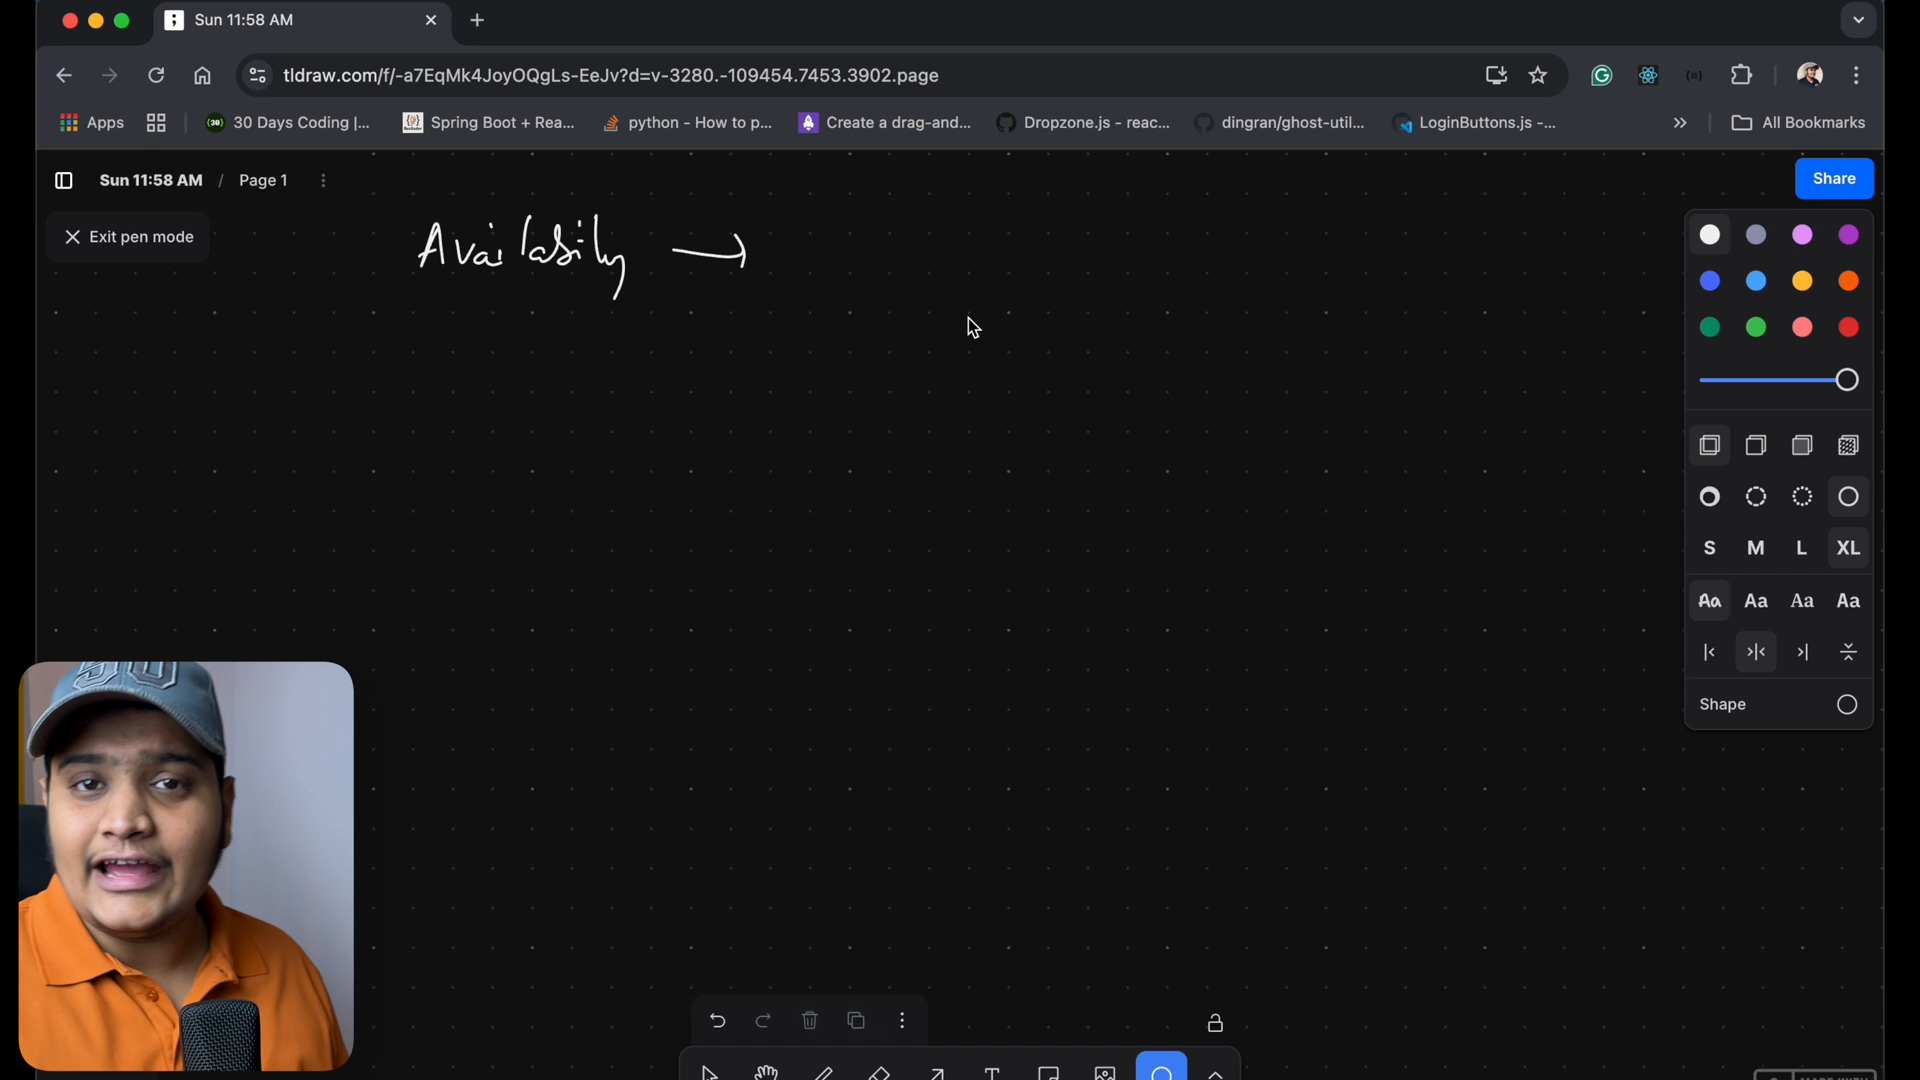 Sun 11:58 AM
tldraw.com/f/-a7EqMk4JoyOQgLs-EeJv?d=v-3280.-109454.7453.3902.page
Apps
30 Days Coding |...
Spring Boot + Rea...
python - How to p...
Create a drag-and...
Dropzone.js - reac...
dingran/ghost-util...
LoginButtons.js -...
All Bookmarks
Sun 11:58 AM / Page 1
Share
Exit pen mode
Availability →
S M L XL
Aa Aa Aa Aa
Shape